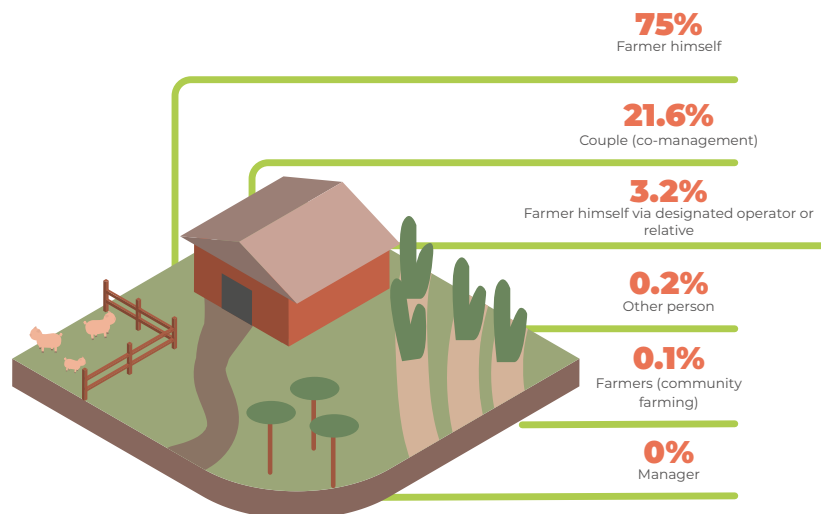 75%
Farmer himself
21.6%
Couple (co-management)
3.2%
Farmer himself via designated operator or
relative
0.2%
Other person
0.1%
Farmers (community
farming)
0%
Manager